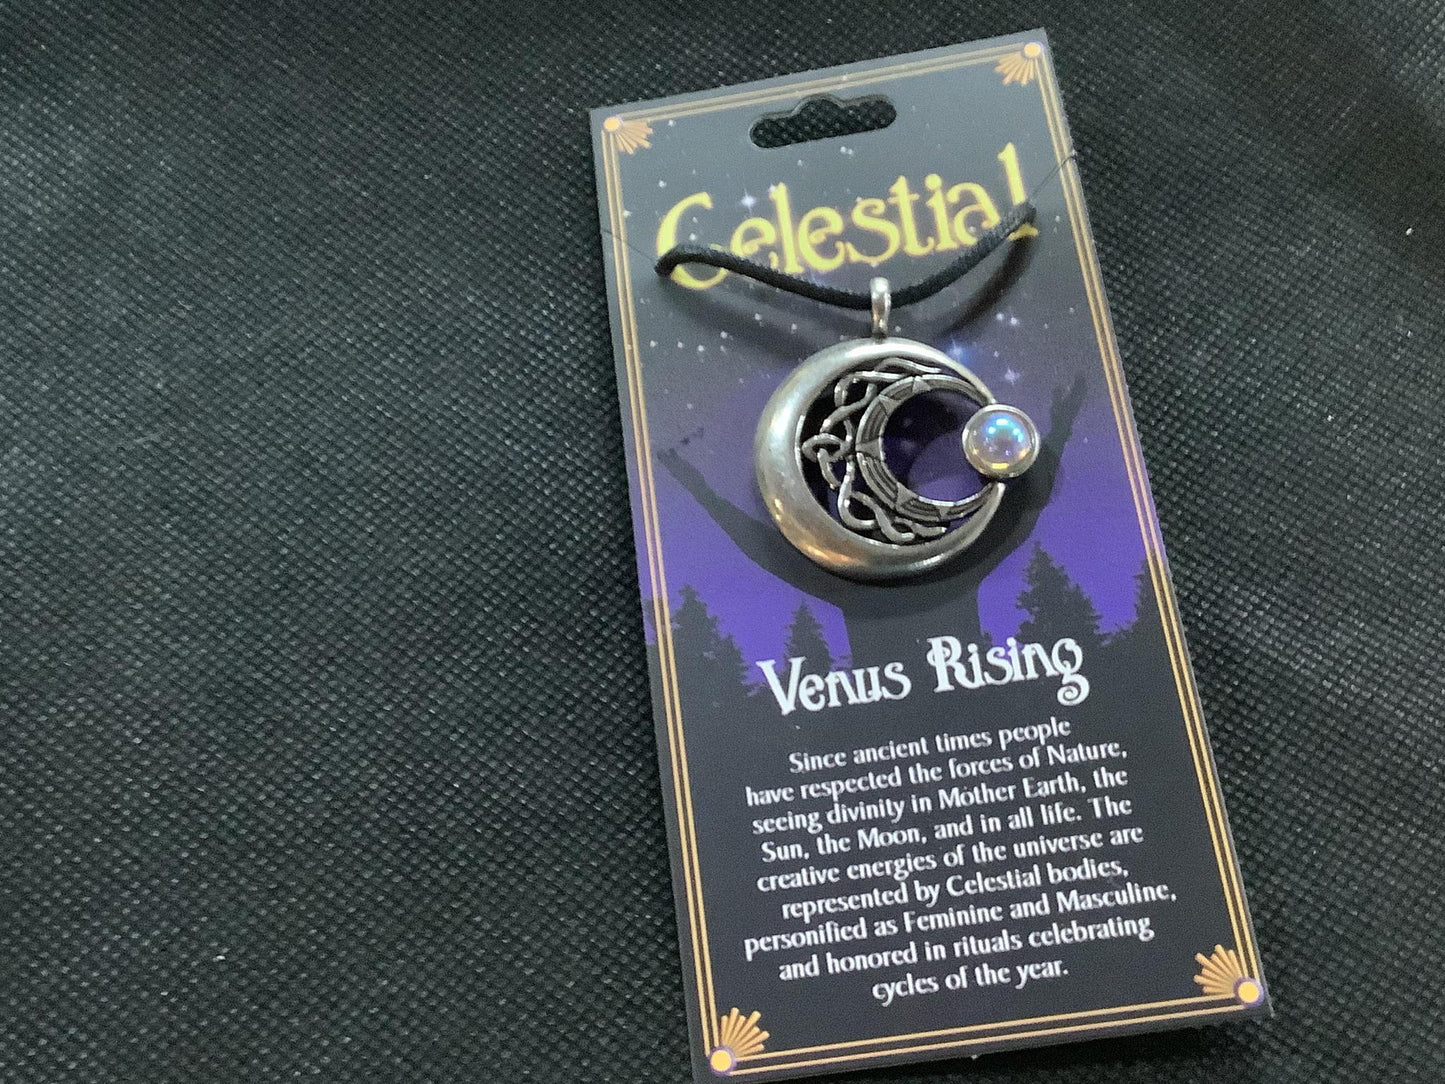 Celestial
Venus Rising
Since ancient times people
have respected the forces of Nature,
seeing divinity in Mother Earth, the
Sun, the Moon, and in all life. The
creative energies of the universe are
represented by Celestial bodies,
personified as Feminine and Masculine,
and honored in rituals celebrating
cycles of the year.